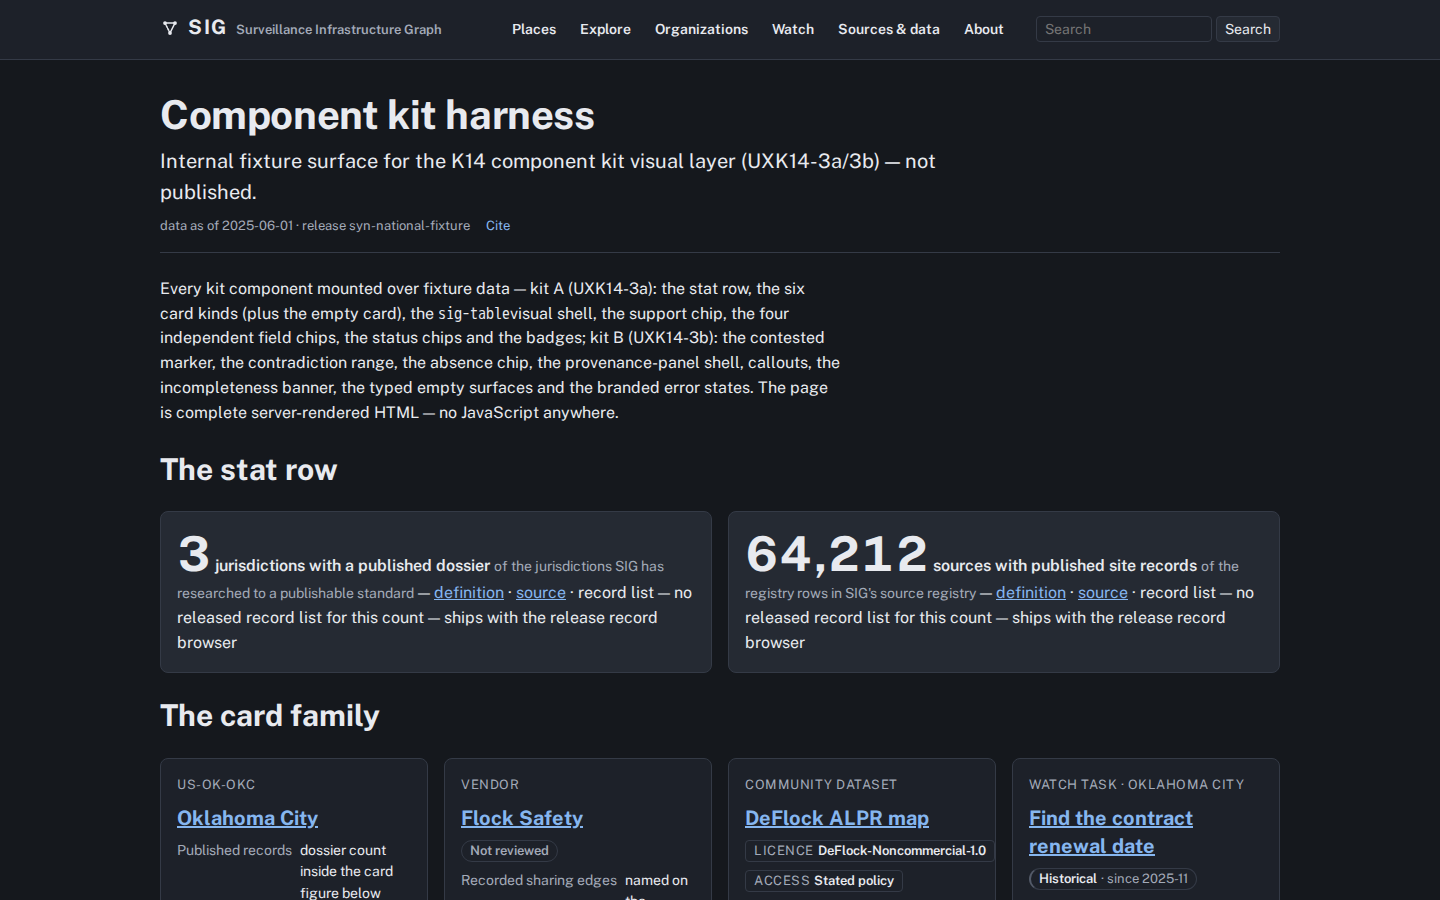 SIG Surveillance Infrastructure Graph Places Explore Organizations Watch Sources & data About Search Search
Component kit harness
Internal fixture surface for the K14 component kit visual layer (UXK14-3a/3b) — not
published.
data as of 2025-06-01 · release syn-national-fixture Cite
Every kit component mounted over fixture data — kit A (UXK14-3a): the stat row, the six
card kinds (plus the empty card), the sig-tablevisual shell, the support chip, the four
independent field chips, the status chips and the badges; kit B (UXK14-3b): the contested
marker, the contradiction range, the absence chip, the provenance-panel shell, callouts, the
incompleteness banner, the typed empty surfaces and the branded error states. The page
is complete server-rendered HTML — no JavaScript anywhere.
The stat row
3 jurisdictions with a published dossier of the jurisdictions SIG has
researched to a publishable standard — definition · source · record list — no
released record list for this count — ships with the release record
browser
64,212 sources with published site records of the
registry rows in SIG's source registry — definition · source · record list — no
released record list for this count — ships with the release record
browser
The card family
US-OK-OKC
Oklahoma City
Published records dossier count
inside the card
figure below
VENDOR
Flock Safety
Not reviewed
Recorded sharing edges named on
the
COMMUNITY DATASET
DeFlock ALPR map
LICENCE DeFlock-Noncommercial-1.0
ACCESS Stated policy
WATCH TASK · OKLAHOMA CITY
Find the contract
renewal date
Historical · since 2025-11